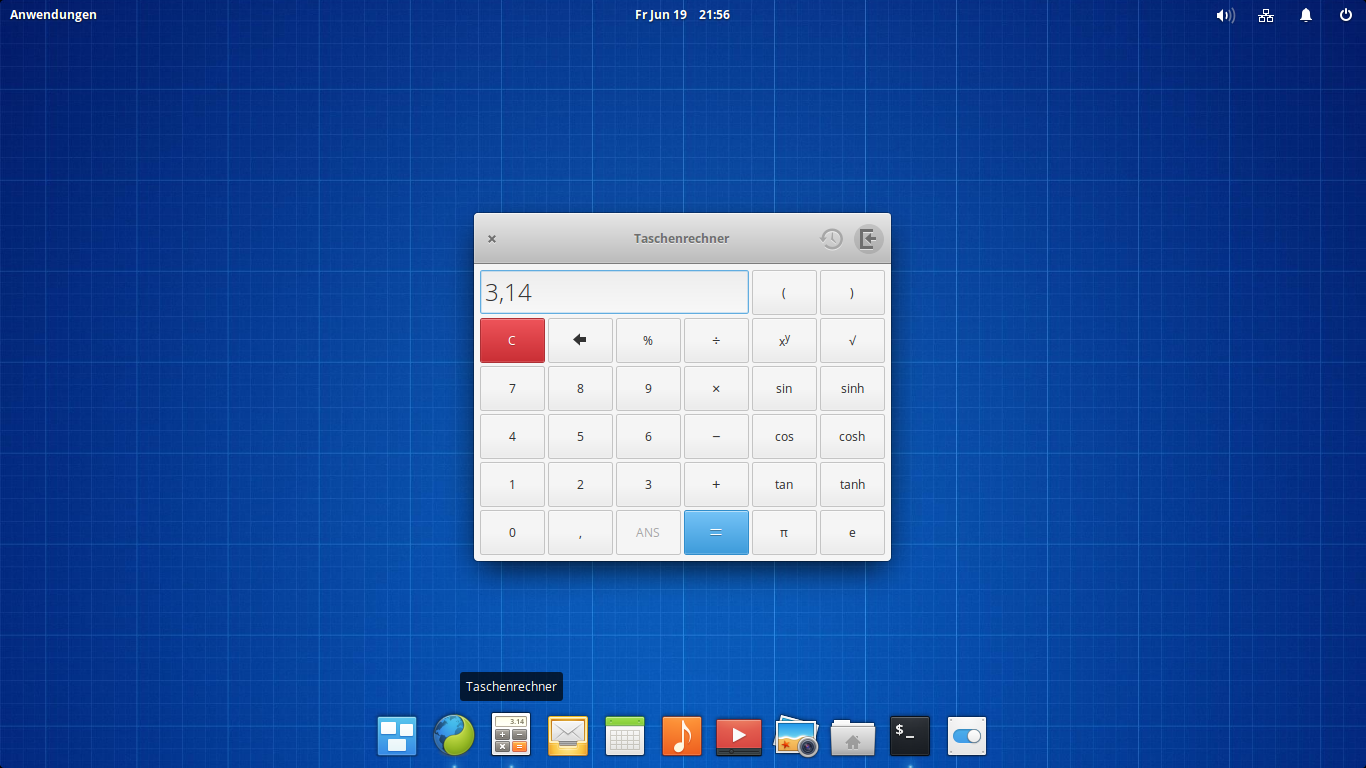 Anwendungen
Fr Jun 19 21:56
Taschenrechner
3,14
( )
C % ÷ xy √
7 8 9 × sin sinh
4 5 6 − cos cosh
1 2 3 + tan tanh
0 , ANS = π e
Taschenrechner
3.14
+ −
× =
$_